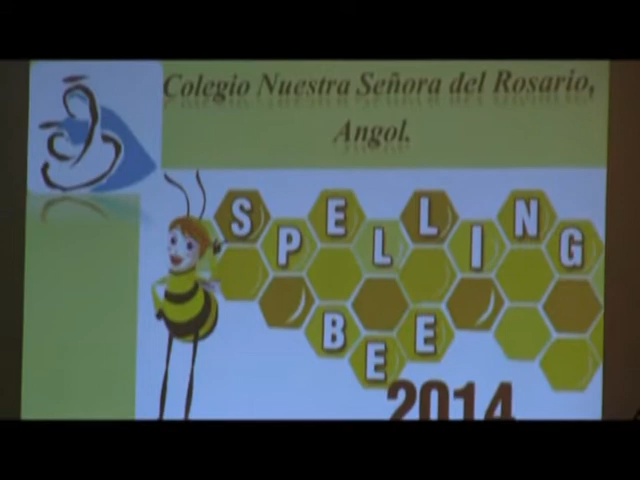 Colegio Nuestra Señora del Rosario,
Angol.
SPELLING
BEE
2014